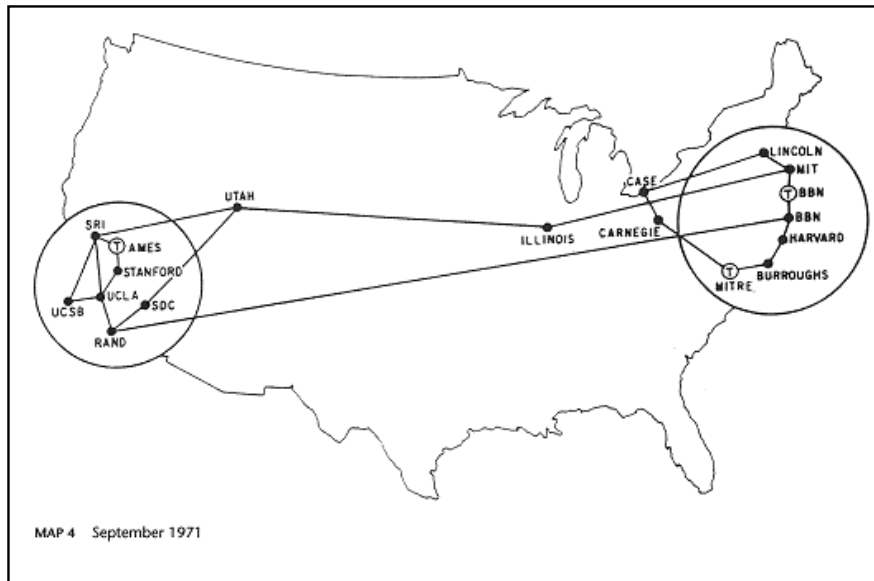 LINCOLN
MIT
CASE
T BBN
UTAH
BBN
SRI
CARNEGIE
ILLINOIS
HARVARD
T AMES
STANFORD
T
BURROUGHS
MITRE
UCLA
SDC
UCSB
RAND
MAP 4 September 1971